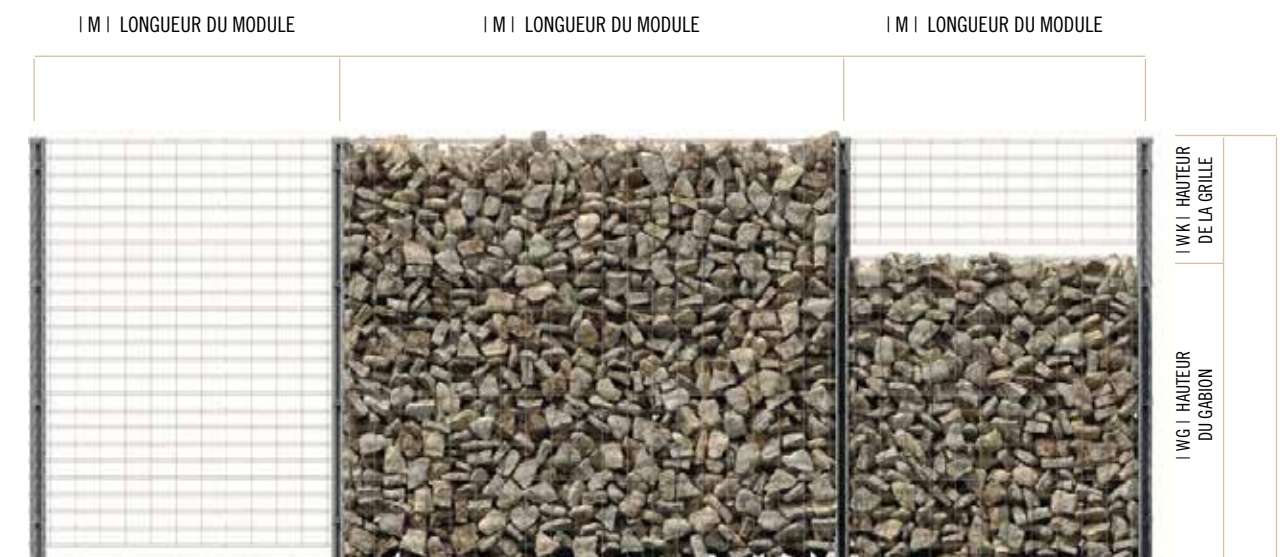 | M | LONGUEUR DU MODULE
| M | LONGUEUR DU MODULE
| M | LONGUEUR DU MODULE
| WK | HAUTEUR
DE LA GRILLE
| WG | HAUTEUR
DU GABION